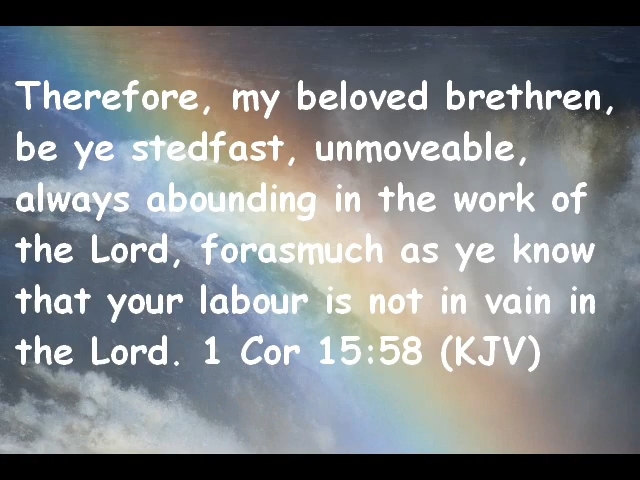 Therefore, my beloved brethren,
be ye stedfast, unmoveable,
always abounding in the work of
the Lord, forasmuch as ye know
that your labour is not in vain in
the Lord. 1 Cor 15:58 (KJV)